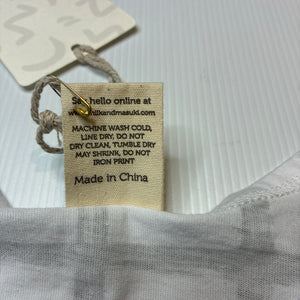 hello online at
MACHINE WASH COLD,
LINE DRY, DO NOT
DRY CLEAN, TUMBLE DRY
MAY SHRINK, DO NOT
IRON PRINT
Made in China